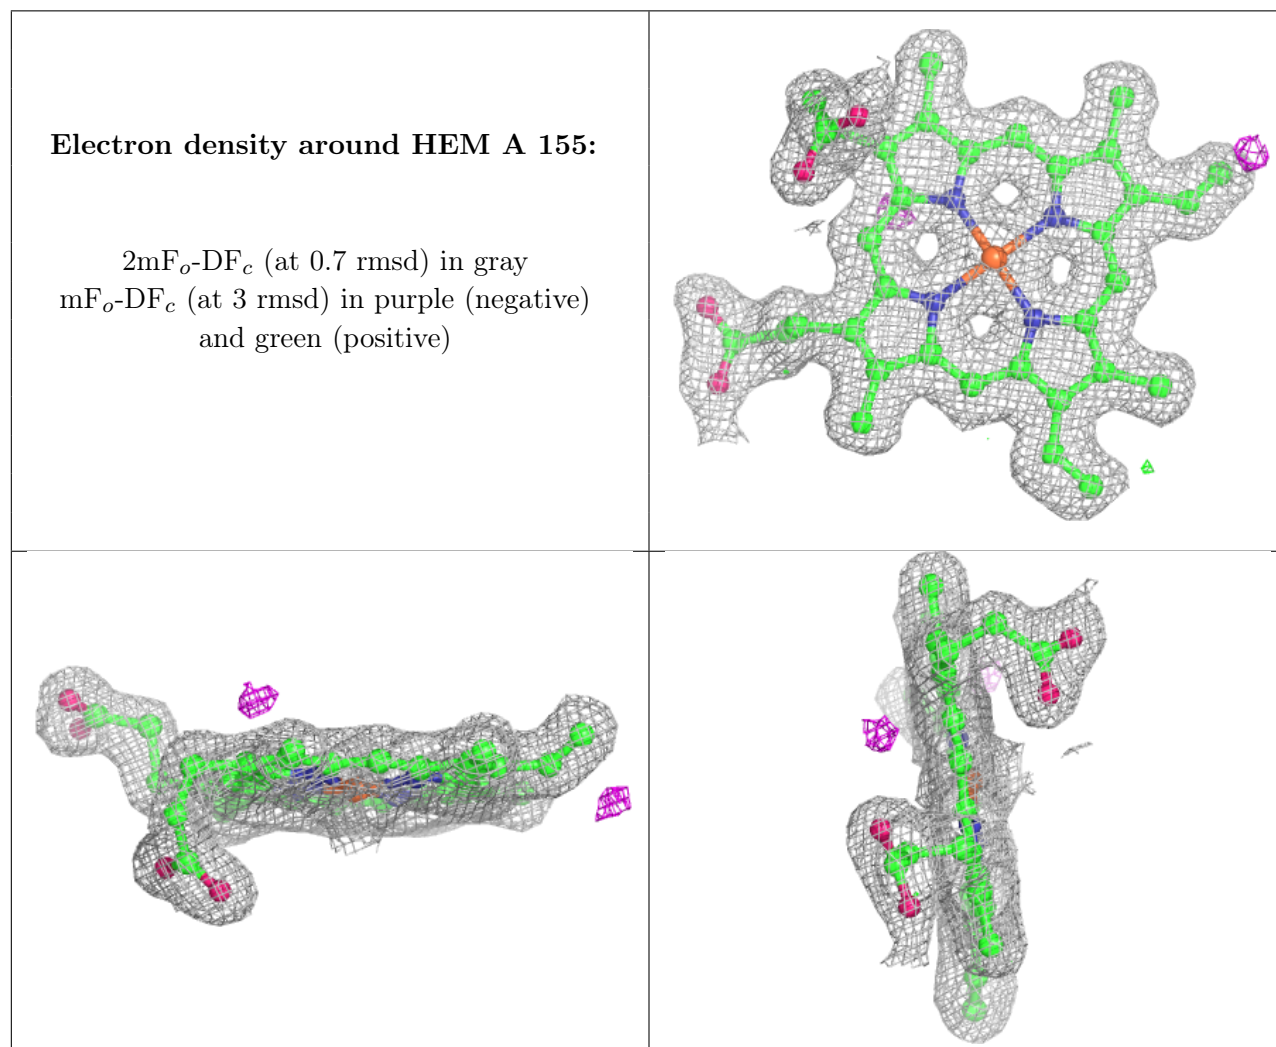 Electron density around HEM A 155:
2mFₒ-DF𝑐 (at 0.7 rmsd) in gray
mFₒ-DF𝑐 (at 3 rmsd) in purple (negative)
and green (positive)